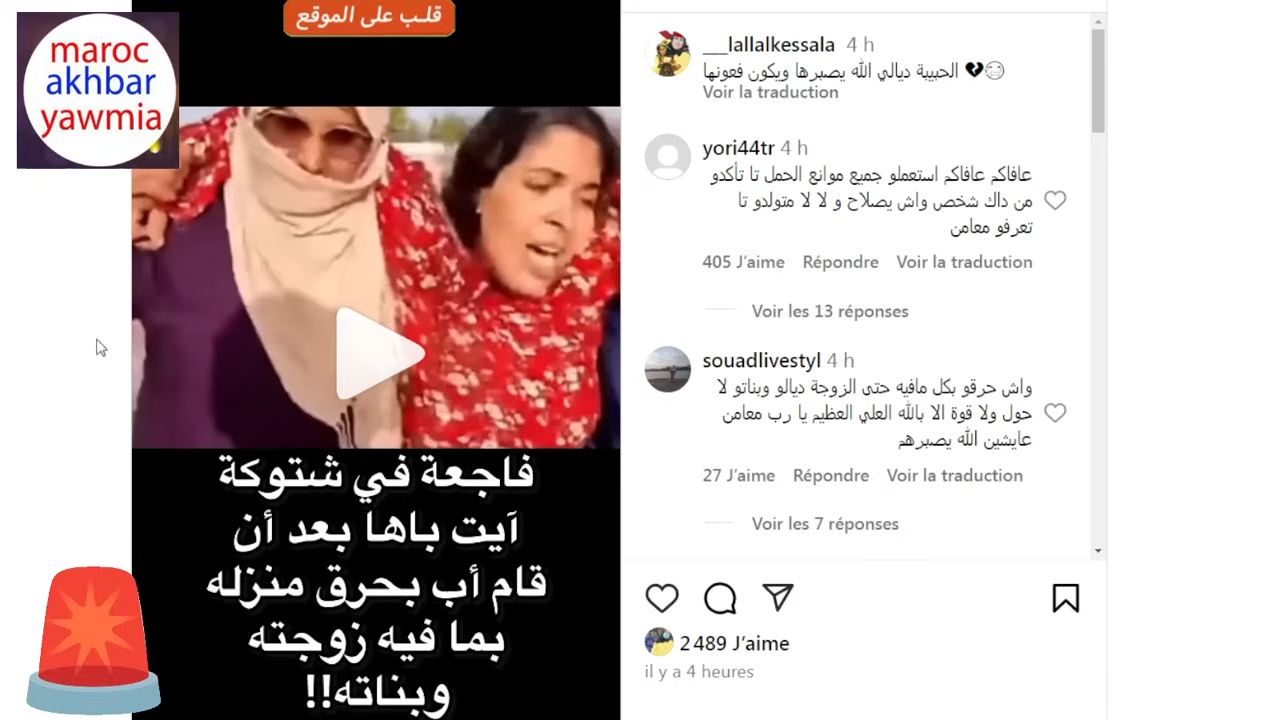 قلب على الموقع
maroc
akhbar
yawmia
فاجعة في شتوكة
آيت باها بعد أن
قام أب بحرق منزله
بما فيه زوجته
وبناته!!
___lallalkessala 4 h
الحبيبة ديالي الله يصبرها ويكون فعونها 💔😷
Voir la traduction
yori44tr 4 h
عافاكم عافاكم استعملو جميع موانع الحمل تا تأكدو
من داك شخص واش يصلاح و لا لا متولدو تا
تعرفو معامن
405 J’aime Répondre Voir la traduction
Voir les 13 réponses
souadlivestyl 4 h
واش حرقو بكل مافيه حتى الزوجة ديالو وبناتو لا
حول ولا قوة الا بالله العلي العظيم يا رب معامن
عايشين الله يصبرهم
27 J’aime Répondre Voir la traduction
Voir les 7 réponses
2 489 J’aime
il y a 4 heures